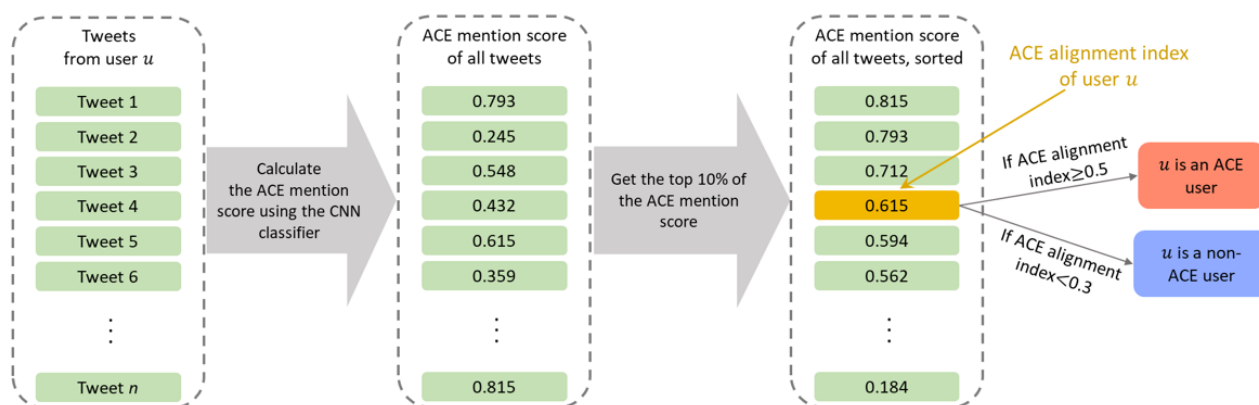 Tweets
from user u
Tweet 1
Tweet 2
Tweet 3
Tweet 4
Tweet 5
Tweet 6
⋮
Tweet n
Calculate
the ACE mention
score using the CNN
classifier
ACE mention score
of all tweets
0.793
0.245
0.548
0.432
0.615
0.359
⋮
0.815
Get the top 10% of
the ACE mention
score
ACE mention score
of all tweets, sorted
0.815
0.793
0.712
0.615
0.594
0.562
⋮
0.184
ACE alignment index
of user u
If ACE alignment
index≥0.5
u is an ACE
user
If ACE alignment
index<0.3
u is a non-
ACE user